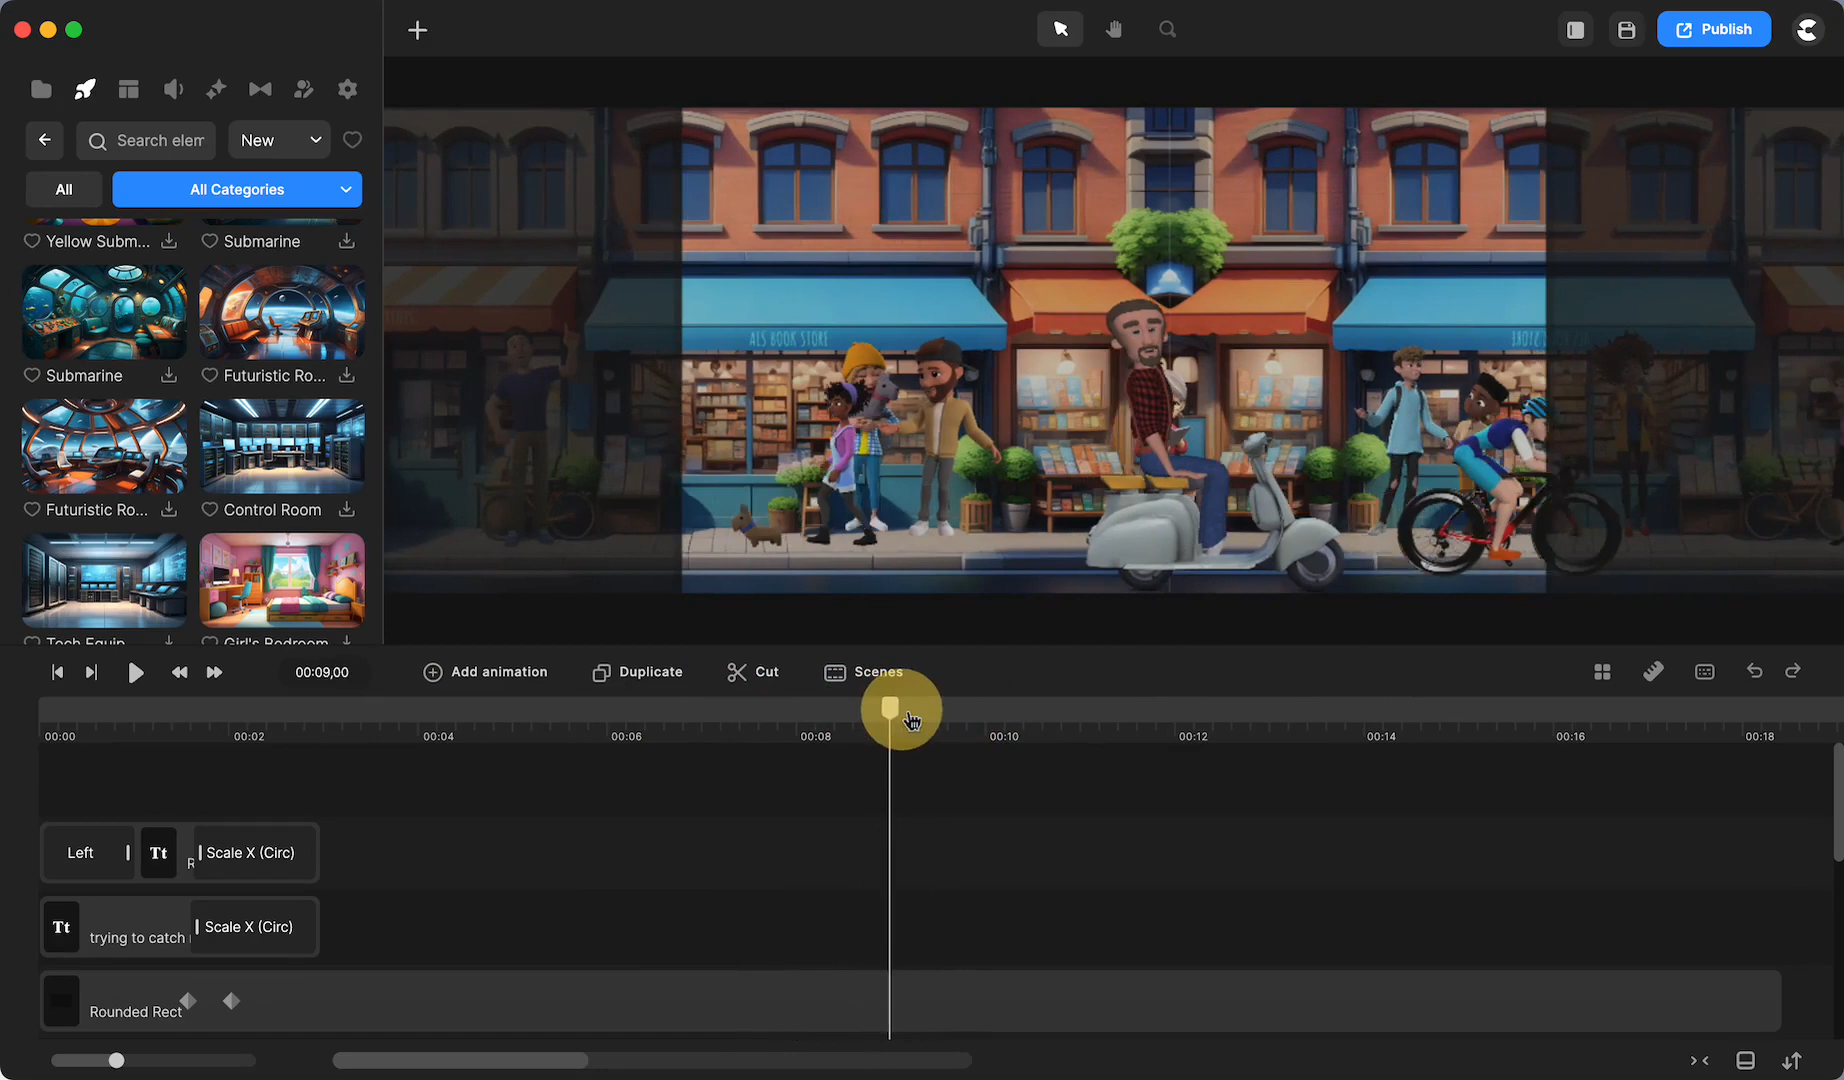 Publish
Search elem
New
All
All Categories
Yellow Subm...
Submarine
Submarine
Futuristic Ro...
Futuristic Ro...
Control Room
Tech Equip
Girl's Bedroom
ALS BOOK STORE
00:09,00
Add animation
Duplicate
Cut
Scenes
00:00
00:02
00:04
00:06
00:08
00:10
00:12
00:14
00:16
00:18
Left
Tt
R
Scale X (Circ)
Tt
trying to catch
Scale X (Circ)
Rounded Rect